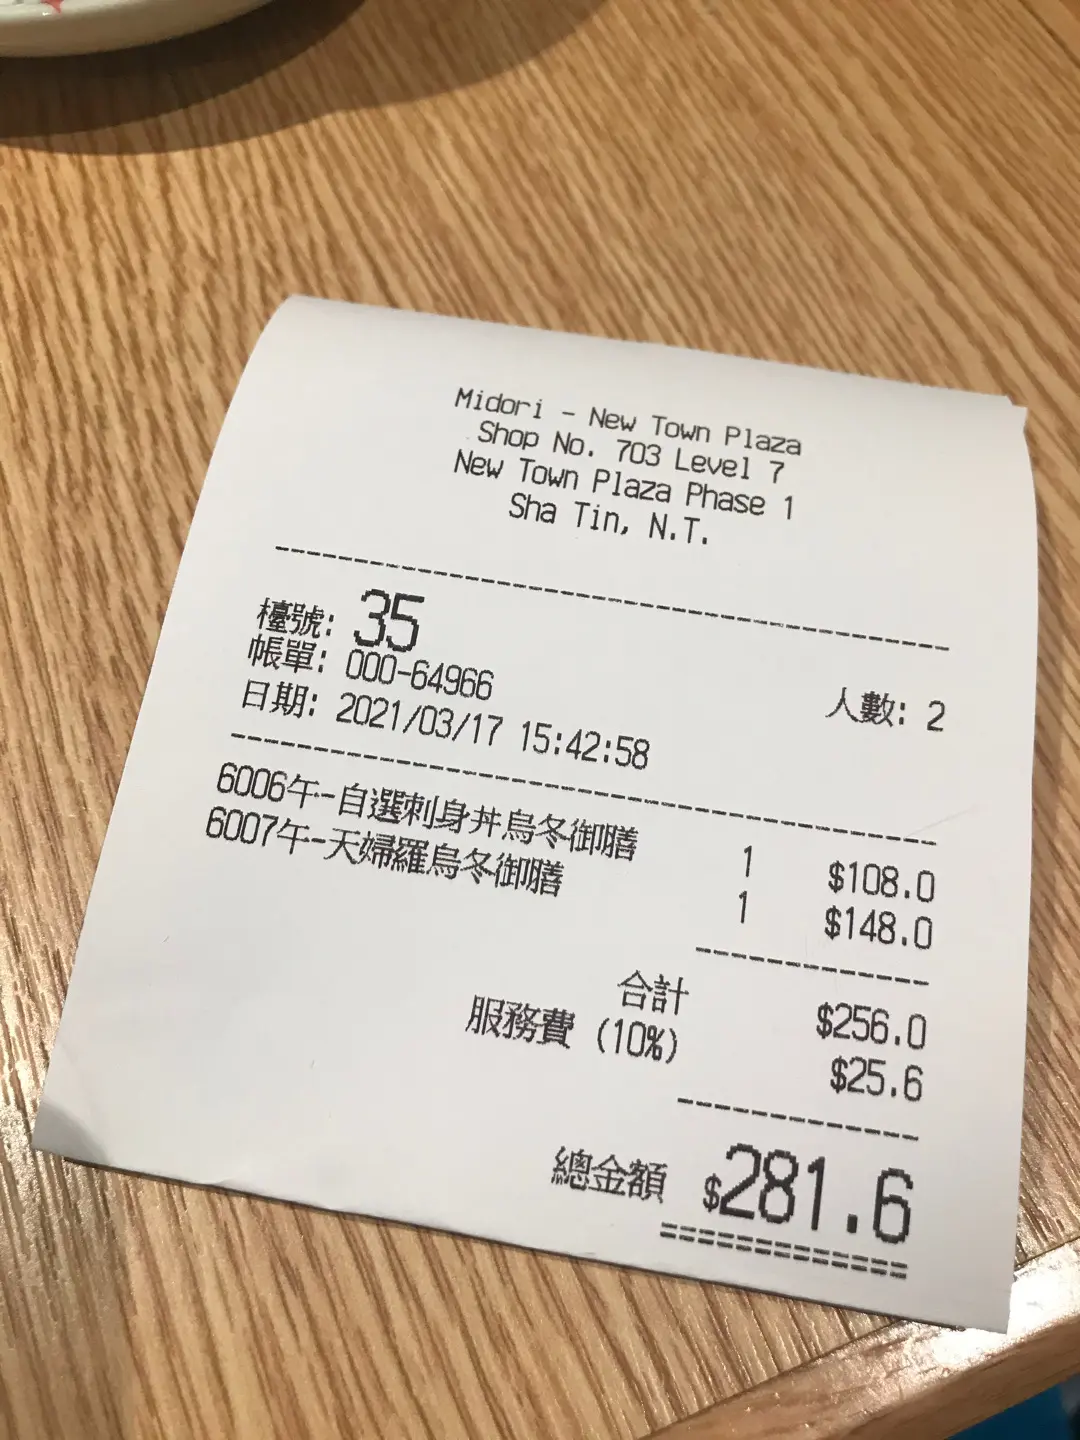 Midori - New Town Plaza
Shop No. 703 Level 7
New Town Plaza Phase 1
Sha Tin, N.T.
檯號: 35
帳單: 000-64966 人數: 2
日期: 2021/03/17 15:42:58
6006午-自選刺身丼烏冬御膳 1 $108.0
6007午-天婦羅烏冬御膳 1 $148.0
合計 $256.0
服務費 (10%) $25.6
總金額 $281.6